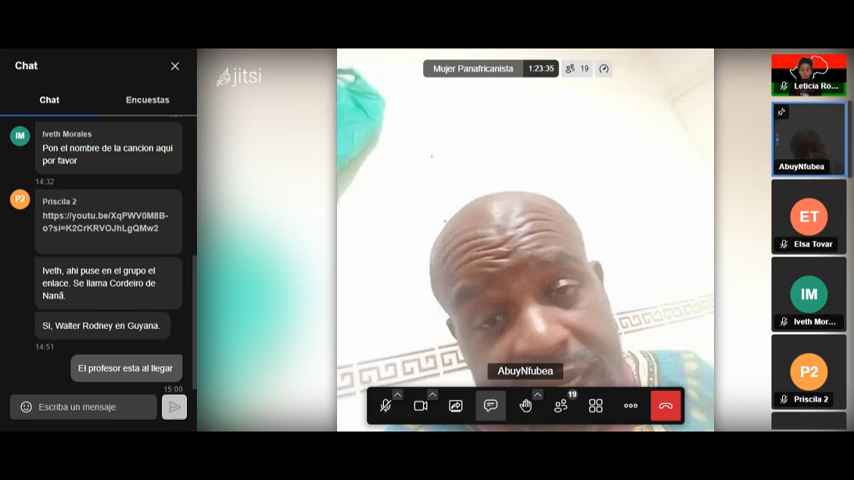 Chat
Chat
Encuestas
IM
Iveth Morales
Pon el nombre de la cancion aqui
por favor
14:32
P2
Priscila 2
https://youtu.be/XqPWV0M8B-
o?si=K2CrKRVOJhLgQMw2
Iveth, ahi puse en el grupo el
enlace. Se llama Cordeiro de
Nanã.
Si, Walter Rodney en Guyana.
14:51
El profesor esta al llegar
15:00
Escriba un mensaje
jitsi
Mujer Panafricanista
1:23:35
19
AbuyNfubea
19
Leticia Ro...
AbuyNfubea
ET
Elsa Tovar
IM
Iveth Mor...
P2
Priscila 2